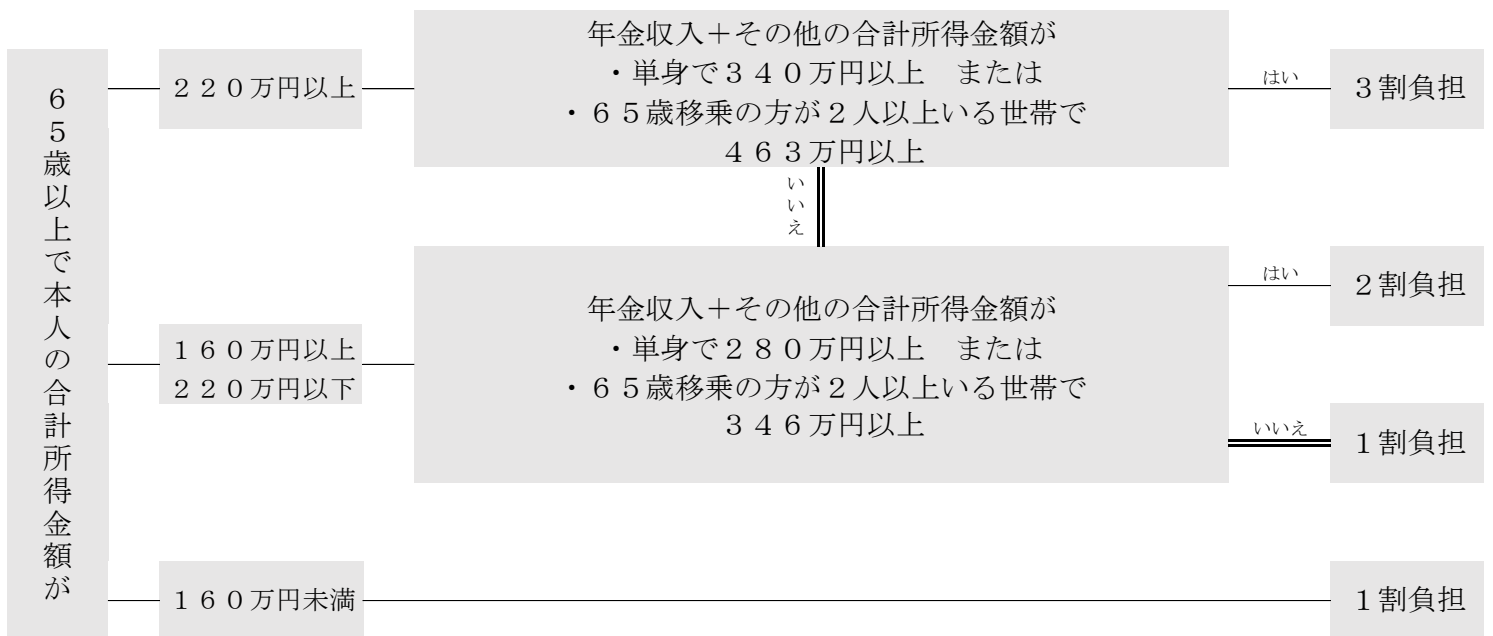 ６５歳以上で本人の合計所得金額が
２２０万円以上
年金収入＋その他の合計所得金額が
・単身で３４０万円以上　または
・６５歳移乗の方が２人以上いる世帯で
４６３万円以上
はい
３割負担
いいえ
１６０万円以上
２２０万円以下
年金収入＋その他の合計所得金額が
・単身で２８０万円以上　または
・６５歳移乗の方が２人以上いる世帯で
３４６万円以上
はい
２割負担
いいえ
１割負担
１６０万円未満
１割負担